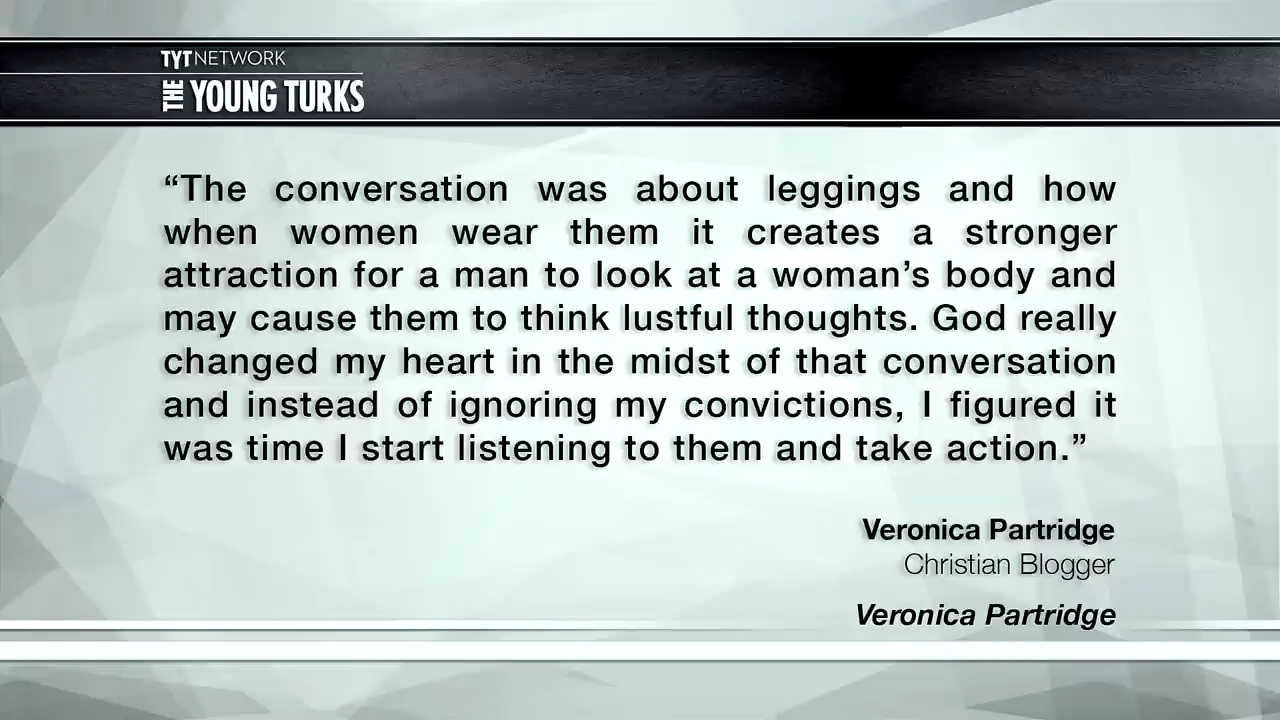 TYT NETWORK
THE YOUNG TURKS
“The conversation was about leggings and how
when women wear them it creates a stronger
attraction for a man to look at a woman’s body and
may cause them to think lustful thoughts. God really
changed my heart in the midst of that conversation
and instead of ignoring my convictions, I figured it
was time I start listening to them and take action.”
Veronica Partridge
Christian Blogger
Veronica Partridge